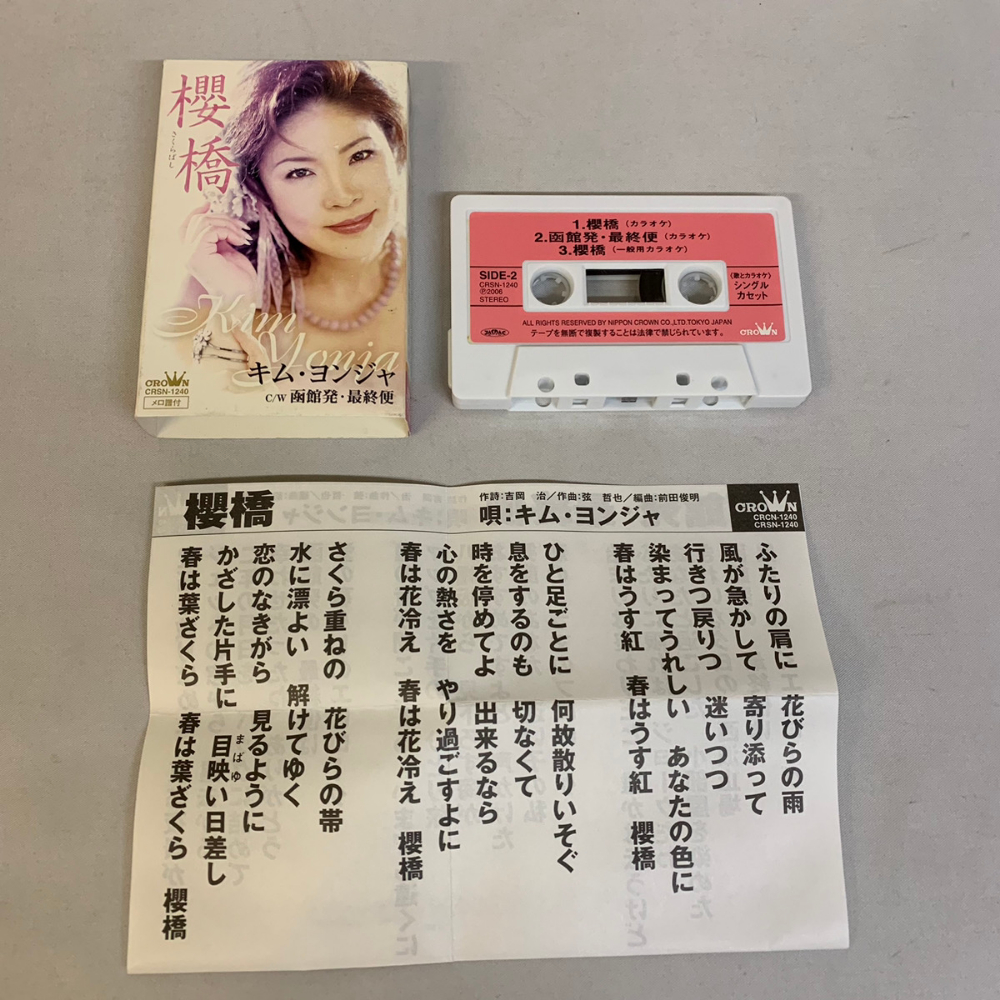 櫻橋
さくらばし
Kim
Yonja
キム・ヨンジャ
C/W 函館発・最終便
CROWN
CRSN-1240
メロ譜付
1.櫻橋(カラオケ)
2.函館発・最終便(カラオケ)
3.櫻橋(一般用カラオケ)
SIDE-2
CRSN-1240
Ⓟ2006
STEREO
〈歌とカラオケ〉
シングル
カセット
ALL RIGHTS RESERVED BY NIPPON CROWN CO.,LTD.TOKYO JAPAN
テープを無断で複製することは法律で禁じられています。
CROWN
櫻橋
作詩:吉岡 治/作曲:弦 哲也/編曲:前田俊明
唄:キム・ヨンジャ
CROWN
CRCN-1240
CRSN-1240
ふたりの肩に 花びらの雨
風が急かして 寄り添って
行きつ戻りつ 迷いつつ
染まってうれしい あなたの色に
春はうす紅 春はうす紅 櫻橋
ひと足ごとに 何故散りいそぐ
息をするのも 切なくて
時を停めてよ 出来るなら
心の熱さを やり過ごすよに
春は花冷え 春は花冷え 櫻橋
さくら重ねの 花びらの帯
水に漂よい 解けてゆく
恋のなきがら 見るように
かざした片手に 目映い日差し
まばゆ
春は葉ざくら 春は葉ざくら 櫻橋